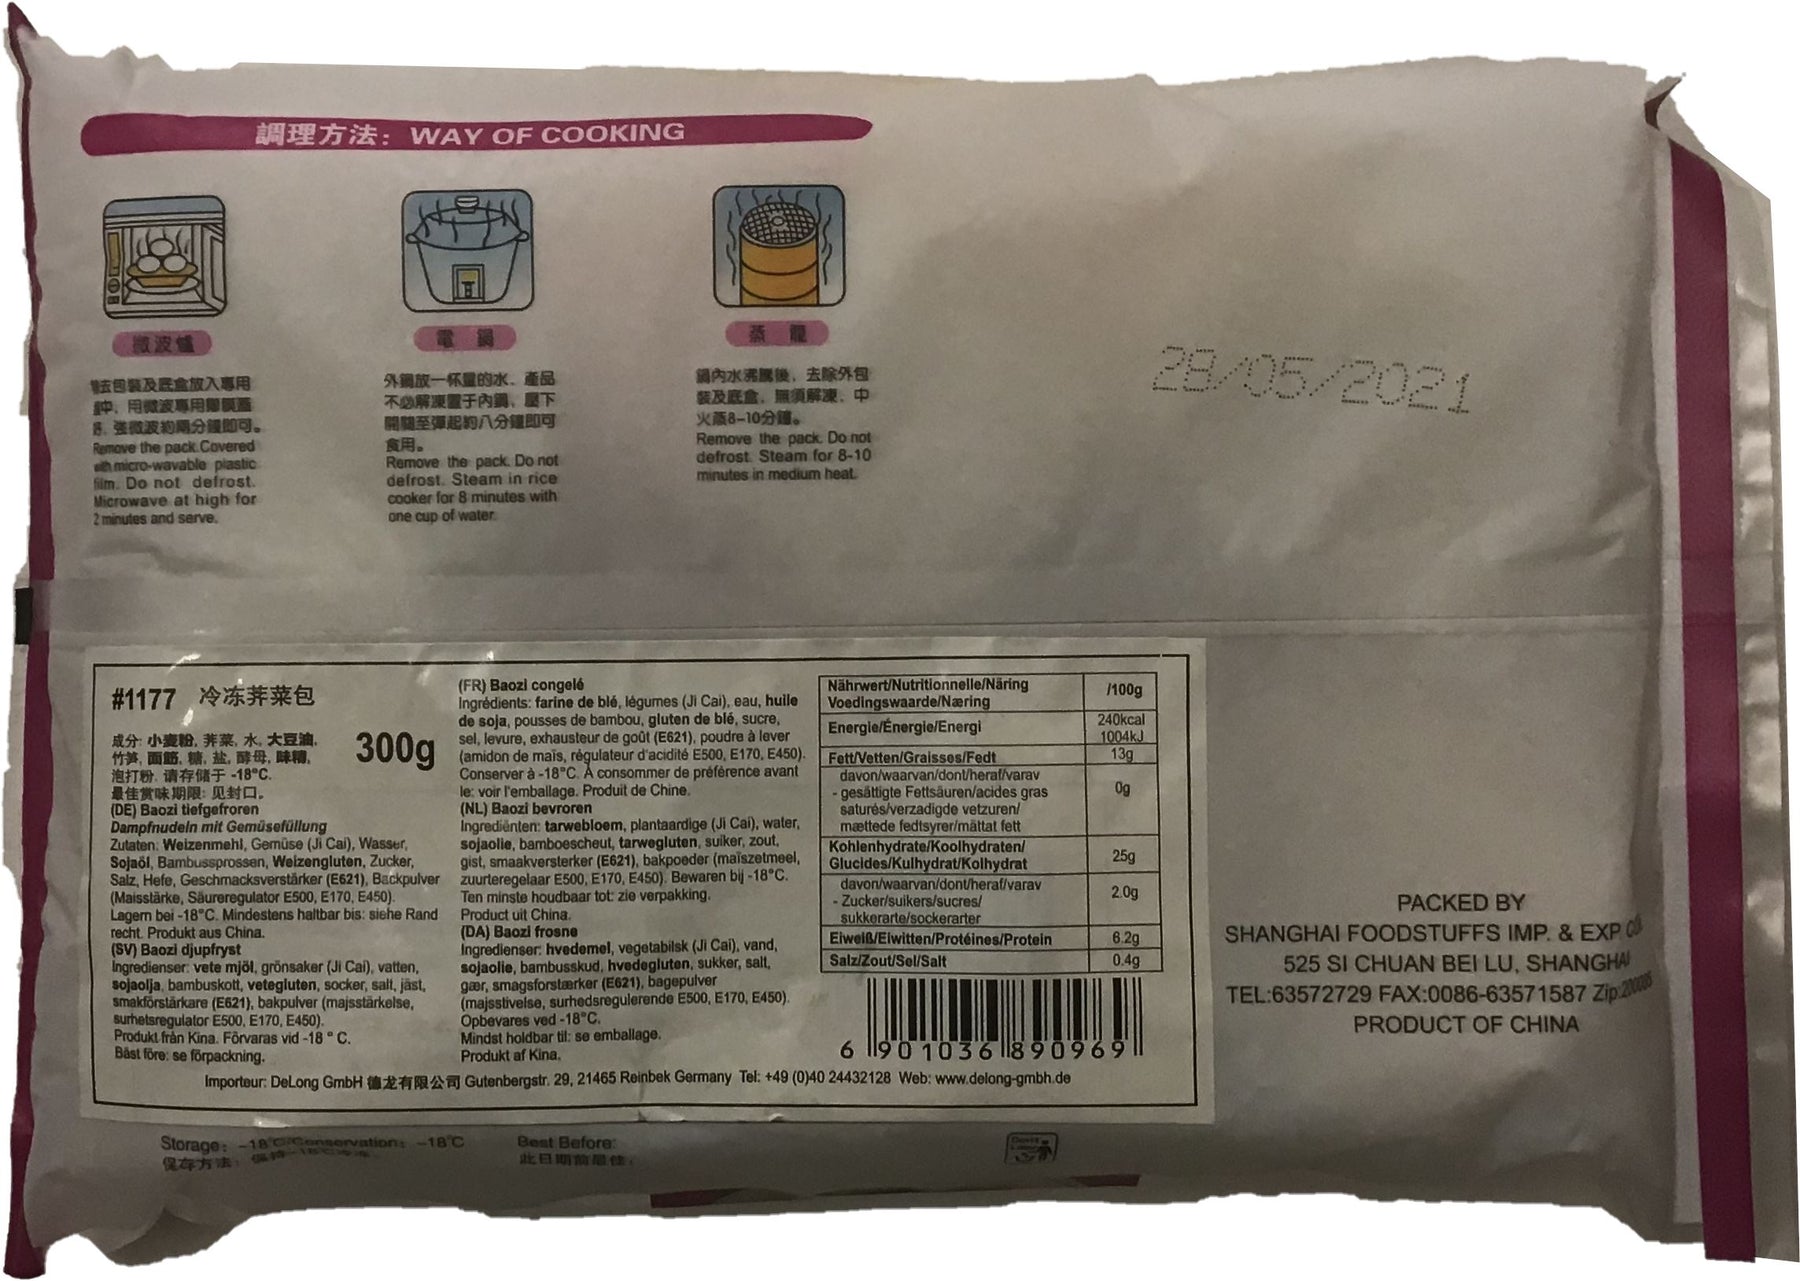 調理方法: WAY OF COOKING
微波爐
去包裝及底盒放入專用
中, 用微波專用膠膜蓋
強微波約兩分鐘即可。
Remove the pack. Covered
with micro-wavable plastic
film. Do not defrost.
Microwave at high for
2 minutes and serve.
電鍋
外鍋放一杯量的水, 產品
不必解凍置于內鍋, 壓下
開關至彈起約八分鐘即可
食用。
Remove the pack. Do not
defrost. Steam in rice
cooker for 8 minutes with
one cup of water.
蒸籠
鍋內水沸騰後, 去除外包
裝及底盒, 無須解凍, 中
火蒸8-10分鐘。
Remove the pack. Do not
defrost. Steam for 8-10
minutes in medium heat.
28/05/2021
#1177 冷冻荠菜包
300g
成分: 小麦粉, 荠菜, 水, 大豆油,
竹笋, 面筋, 糖, 盐, 酵母, 味精,
泡打粉. 请存储于 -18°C.
最佳赏味期限: 见封口。
(DE) Baozi tiefgefroren
Dampfnudeln mit Gemüsefüllung
Zutaten: Weizenmehl, Gemüse (Ji Cai), Wasser,
Sojaöl, Bambussprossen, Weizengluten, Zucker,
Salz, Hefe, Geschmacksverstärker (E621), Backpulver
(Maisstärke, Säureregulator E500, E170, E450).
Lagern bei -18°C. Mindestens haltbar bis: siehe Rand
recht. Produkt aus China.
(SV) Baozi djupfryst
Ingredienser: vete mjöl, grönsaker (Ji Cai), vatten,
sojaolja, bambuskott, vetegluten, socker, salt, jäst,
smakförstärkare (E621), bakpulver (majsstärkelse,
surhetsregulator E500, E170, E450).
Produkt från Kina. Förvaras vid -18 ° C.
Bäst före: se förpackning.
(FR) Baozi congelé
Ingrédients: farine de blé, légumes (Ji Cai), eau, huile
de soja, pousses de bambou, gluten de blé, sucre,
sel, levure, exhausteur de goût (E621), poudre à lever
(amidon de maïs, régulateur d'acidité E500, E170, E450).
Conserver à -18°C. À consommer de préférence avant
le: voir l'emballage. Produit de Chine.
(NL) Baozi bevroren
Ingrediënten: tarwebloem, plantaardige (Ji Cai), water,
sojaolie, bamboescheut, tarwegluten, suiker, zout,
gist, smaakversterker (E621), bakpoeder (maïszetmeel,
zuurteregelaar E500, E170, E450). Bewaren bij -18°C.
Ten minste houdbaar tot: zie verpakking.
Product uit China.
(DA) Baozi frosne
Ingredienser: hvedemel, vegetabilsk (Ji Cai), vand,
sojaolie, bambusskud, hvedegluten, sukker, salt,
gær, smagsforstærker (E621), bagepulver
(majsstivelse, surhedsregulerende E500, E170, E450).
Opbevares ved -18°C.
Mindst holdbar til: se emballage.
Produkt af Kina.
Nährwert/Nutritionnelle/Näring
Voedingswaarde/Næring /100g
Energie/Énergie/Energi 240kcal
1004kJ
Fett/Vetten/Graisses/Fedt 13g
davon/waarvan/dont/heraf/varav
- gesättigte Fettsäuren/acides gras 0g
saturés/verzadigde vetzuren/
mættede fedtsyrer/mättat fett
Kohlenhydrate/Koolhydraten/
Glucides/Kulhydrat/Kolhydrat 25g
davon/waarvan/dont/heraf/varav
- Zucker/suikers/sucres/ 2.0g
sukkerarte/sockerarter
Eiweiß/Eiwitten/Protéines/Protein 6.2g
Salz/Zout/Sel/Salt 0.4g
6 901036 890969
Importeur: DeLong GmbH 德龙有限公司 Gutenbergstr. 29, 21465 Reinbek Germany Tel: +49 (0)40 24432128 Web: www.delong-gmbh.de
PACKED BY
SHANGHAI FOODSTUFFS IMP. & EXP CO.
525 SI CHUAN BEI LU, SHANGHAI
TEL:63572729 FAX:0086-63571587 Zip:
PRODUCT OF CHINA
Storage: -18°C/Conservation: -18°C
保存方法: 保持-18°C冷凍
Best Before:
此日期前最佳.